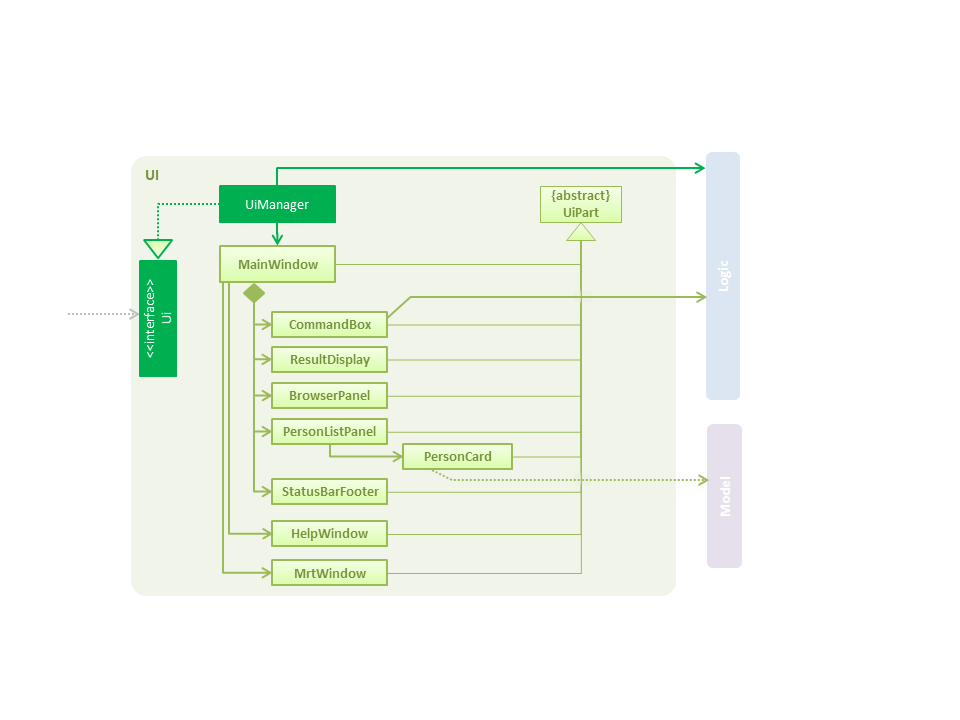 UI
UiManager
{abstract}
UiPart
MainWindow
<<interface>>
Ui
CommandBox
ResultDisplay
BrowserPanel
PersonListPanel
PersonCard
StatusBarFooter
HelpWindow
MrtWindow
Logic
Model